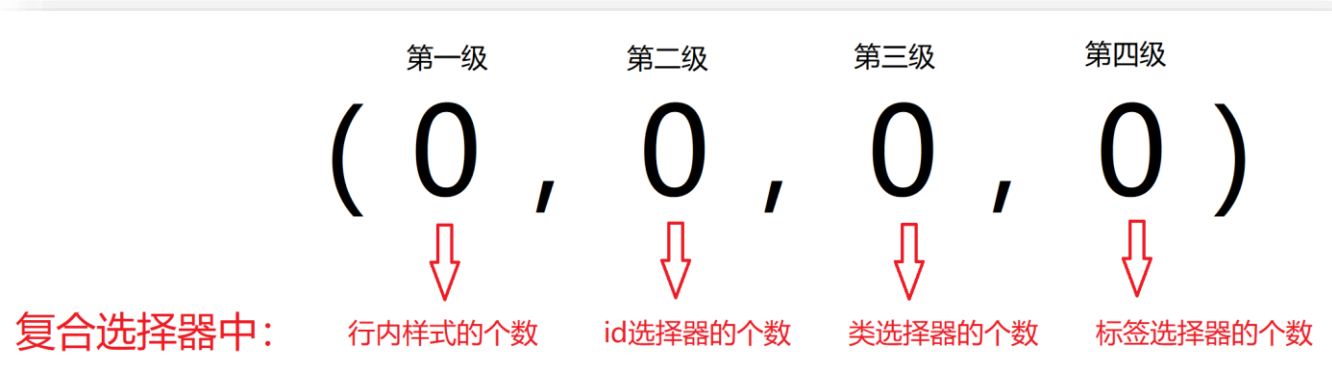 第一级 第二级 第三级 第四级
( 0 , 0 , 0 , 0 )
复合选择器中: 行内样式的个数 id选择器的个数 类选择器的个数 标签选择器的个数